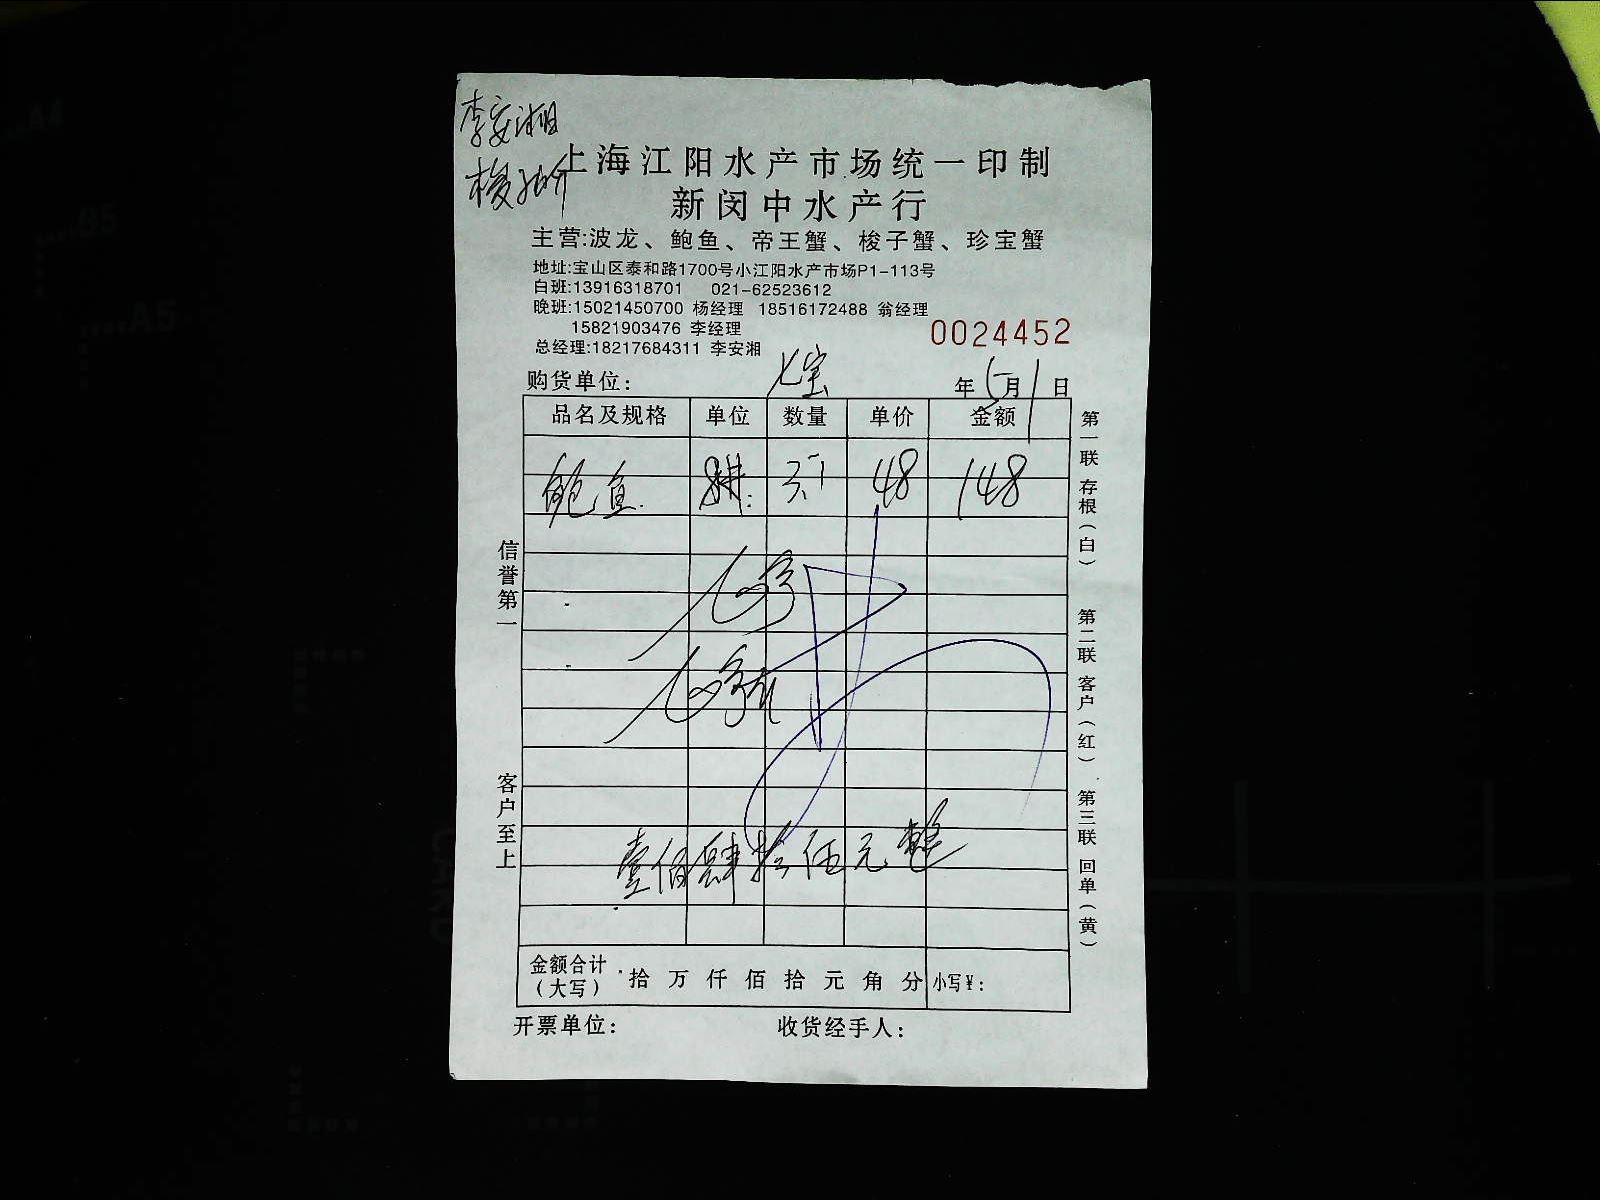 李安湘
梭子蟹
上海江阳水产市场统一印制
新闵中水产行
主营:波龙、鲍鱼、帝王蟹、梭子蟹、珍宝蟹
地址:宝山区泰和路1700号小江阳水产市场P1-113号
白班:13916318701 021-62523612
晚班:15021450700 杨经理 18516172488 翁经理
15821903476 李经理
0024452
总经理:18217684311 李安湘
购货单位: 七宝 年 5月 1日
品名及规格 单位 数量 单价 金额
鲍鱼 3.1 48 148
壹佰肆拾伍元整
金额合计(大写) 拾 万 仟 佰 拾 元 角 分 小写¥:
开票单位: 收货经手人:
信誉第一
客户至上
第一联 存根(白)
第二联 客户(红)
第三联 回单(黄)